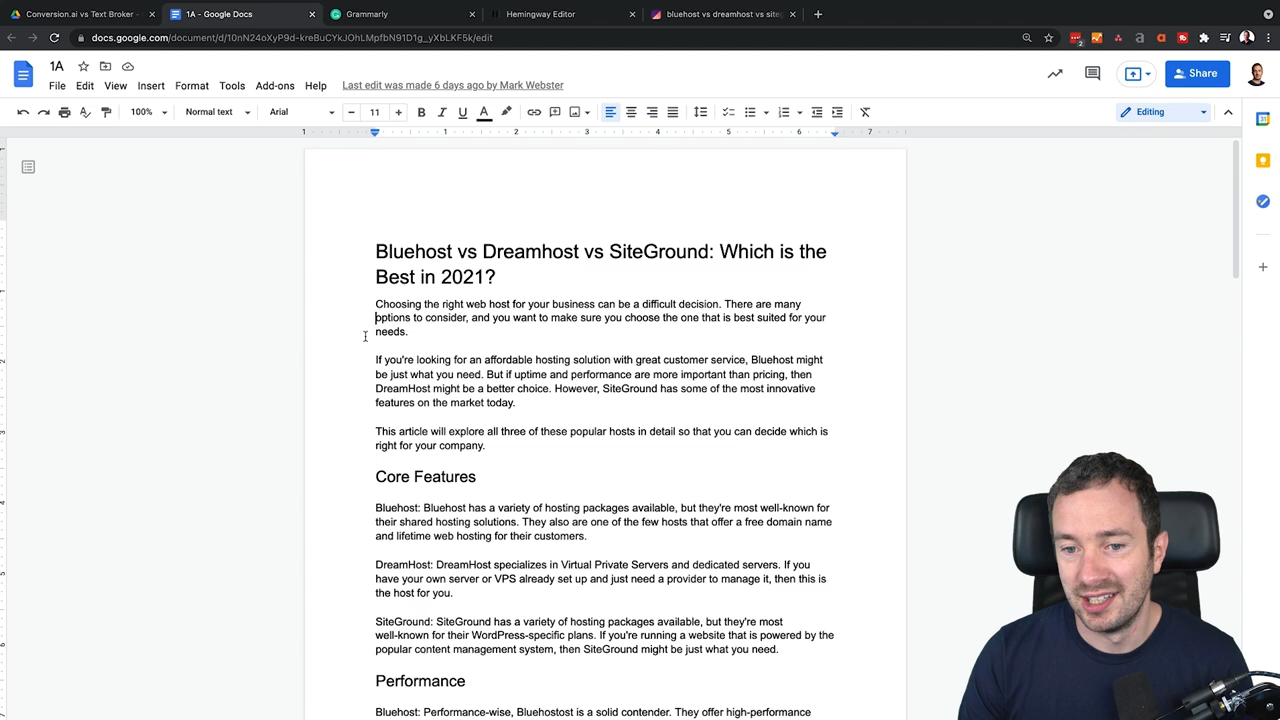 Conversion.ai vs Text Broker -
1A - Google Docs
Grammarly
Hemingway Editor
bluehost vs dreamhost vs site
docs.google.com/document/d/10nN24oXyP9d-kreBuCYkJOhLMpfbN91D1g_yXbLKF5k/edit
1A
File Edit View Insert Format Tools Add-ons Help Last edit was made 6 days ago by Mark Webster
Share
100% Normal text Arial 11 Editing
1 1 2 3 4 5 6 7
Bluehost vs Dreamhost vs SiteGround: Which is the
Best in 2021?
Choosing the right web host for your business can be a difficult decision. There are many
options to consider, and you want to make sure you choose the one that is best suited for your
needs.
If you're looking for an affordable hosting solution with great customer service, Bluehost might
be just what you need. But if uptime and performance are more important than pricing, then
DreamHost might be a better choice. However, SiteGround has some of the most innovative
features on the market today.
This article will explore all three of these popular hosts in detail so that you can decide which is
right for your company.
Core Features
Bluehost: Bluehost has a variety of hosting packages available, but they're most well-known for
their shared hosting solutions. They also are one of the few hosts that offer a free domain name
and lifetime web hosting for their customers.
DreamHost: DreamHost specializes in Virtual Private Servers and dedicated servers. If you
have your own server or VPS already set up and just need a provider to manage it, then this is
the host for you.
SiteGround: SiteGround has a variety of hosting packages available, but they're most
well-known for their WordPress-specific plans. If you're running a website that is powered by the
popular content management system, then SiteGround might be just what you need.
Performance
Bluehost: Performance-wise, Bluehostost is a solid contender. They offer high-performance